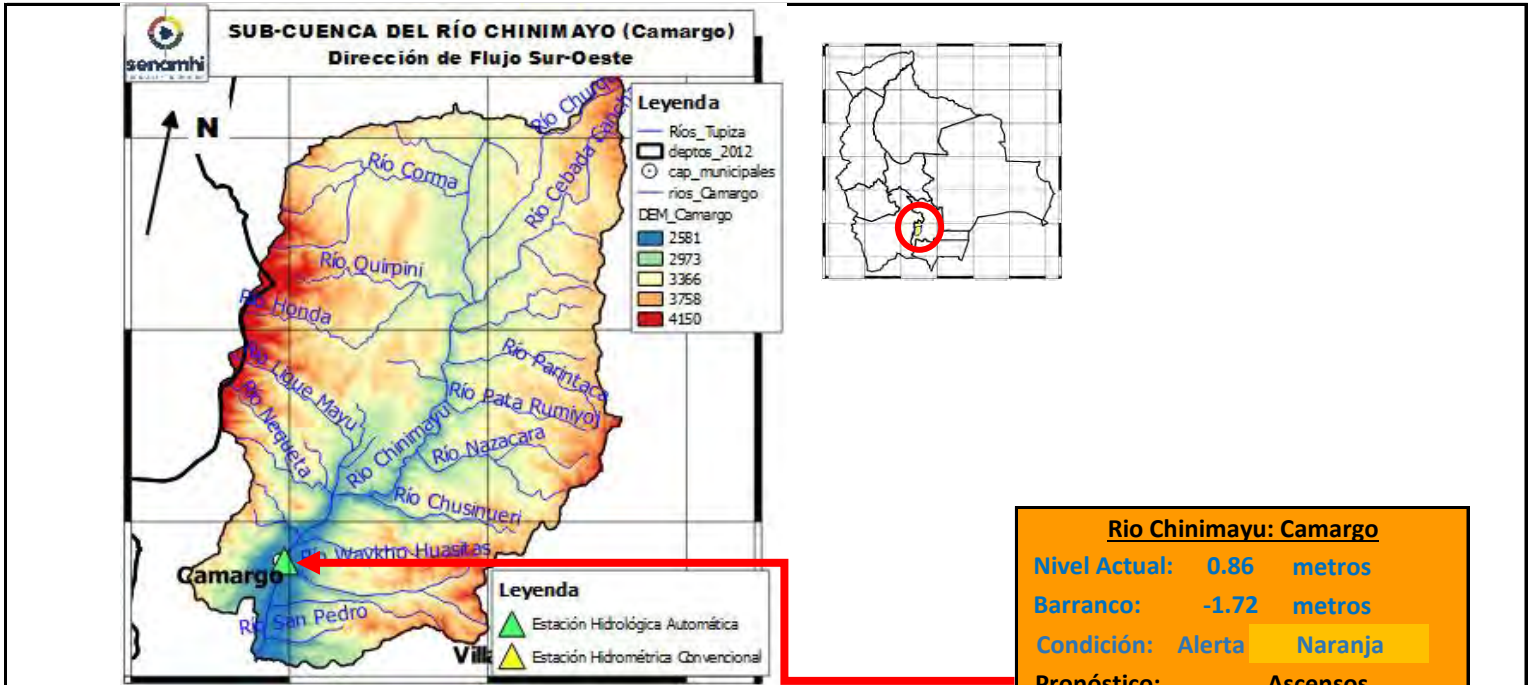 senamhi
SUB-CUENCA DEL RÍO CHINIMAYO (Camargo)
Dirección de Flujo Sur-Oeste
N
Leyenda
Ríos_Tupiza
deptos_2012
cap_municipales
rios_Camargo
DEM_Camargo
2581
2973
3366
3758
4150
Río Corma
Río Cebada
Río Quirpini
Río Honda
Río Parintaca
Río Lique Mayu
Río Pata Rumiyoj
Río Nequeta
Río Chinimayu
Río Nazacara
Río Chusinueri
Río Waykho Huasitas
Camargo
Río San Pedro
Leyenda
Estación Hidrológica Automática
Estación Hidrométrica Convencional
Rio Chinimayu: Camargo
Nivel Actual: 0.86 metros
Barranco: -1.72 metros
Condición: Alerta Naranja
Pronóstico: Ascensos